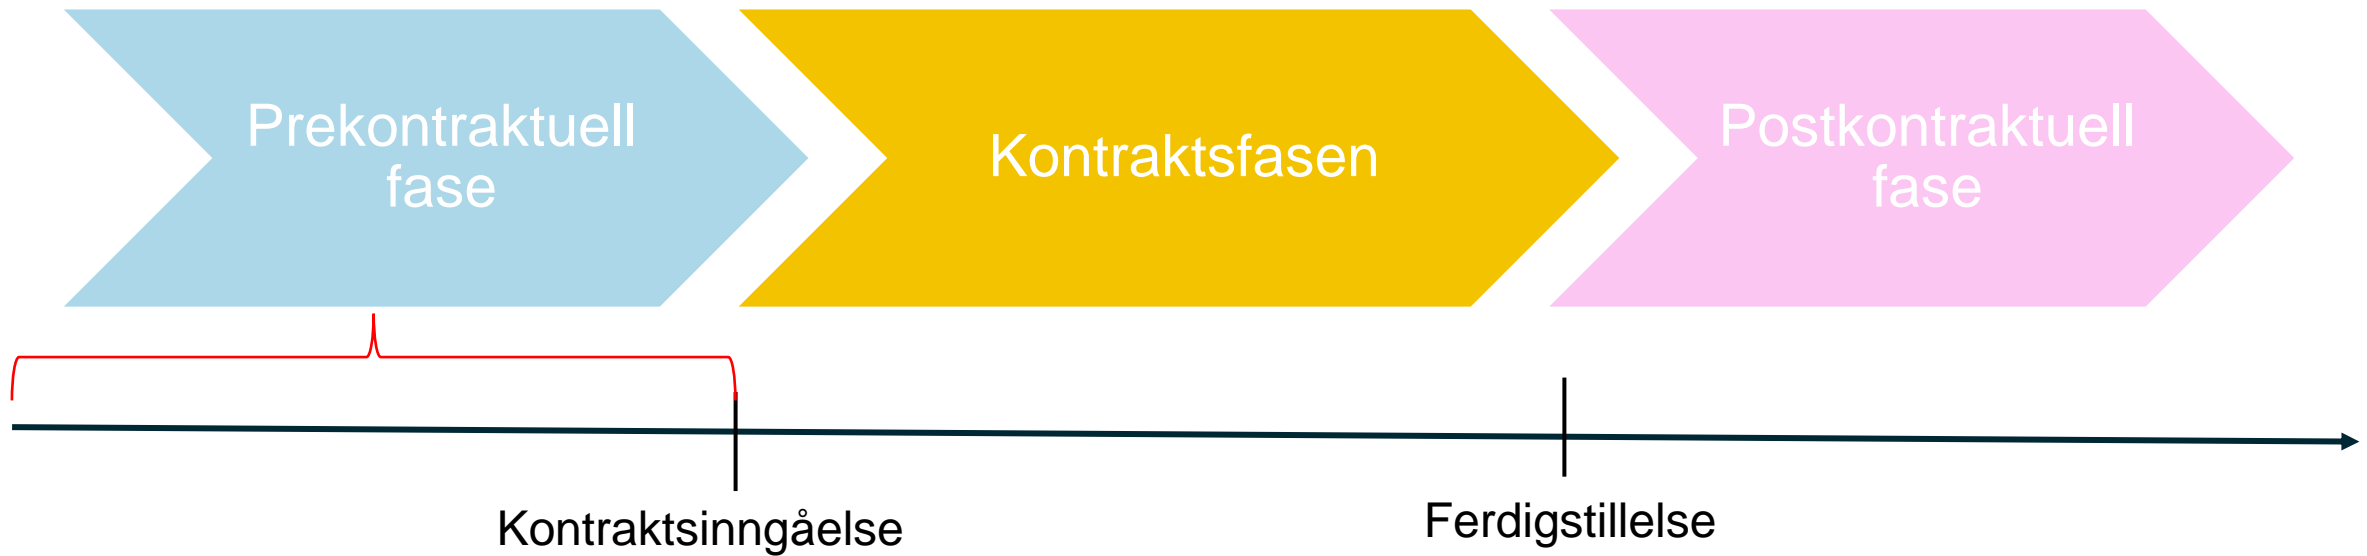 Prekontraktuell
fase
Kontraktsfasen
Postkontraktuell
fase
Kontraktsinngåelse
Ferdigstillelse